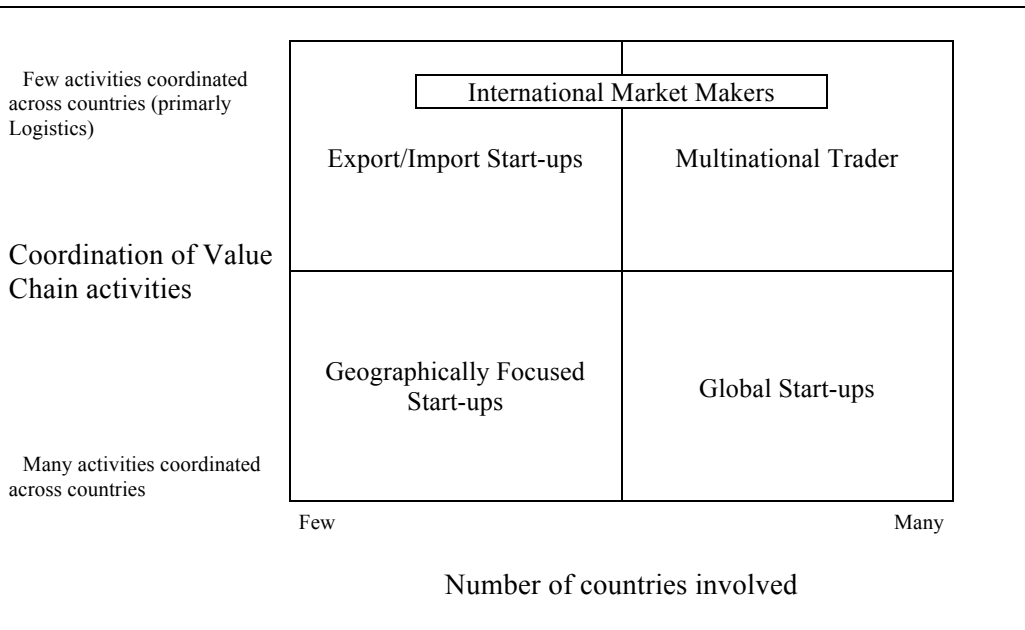 Few activities coordinated
across countries (primarly
Logistics)
International Market Makers
Export/Import Start-ups
Multinational Trader
Coordination of Value
Chain activities
Geographically Focused
Start-ups
Global Start-ups
Many activities coordinated
across countries
Few
Many
Number of countries involved